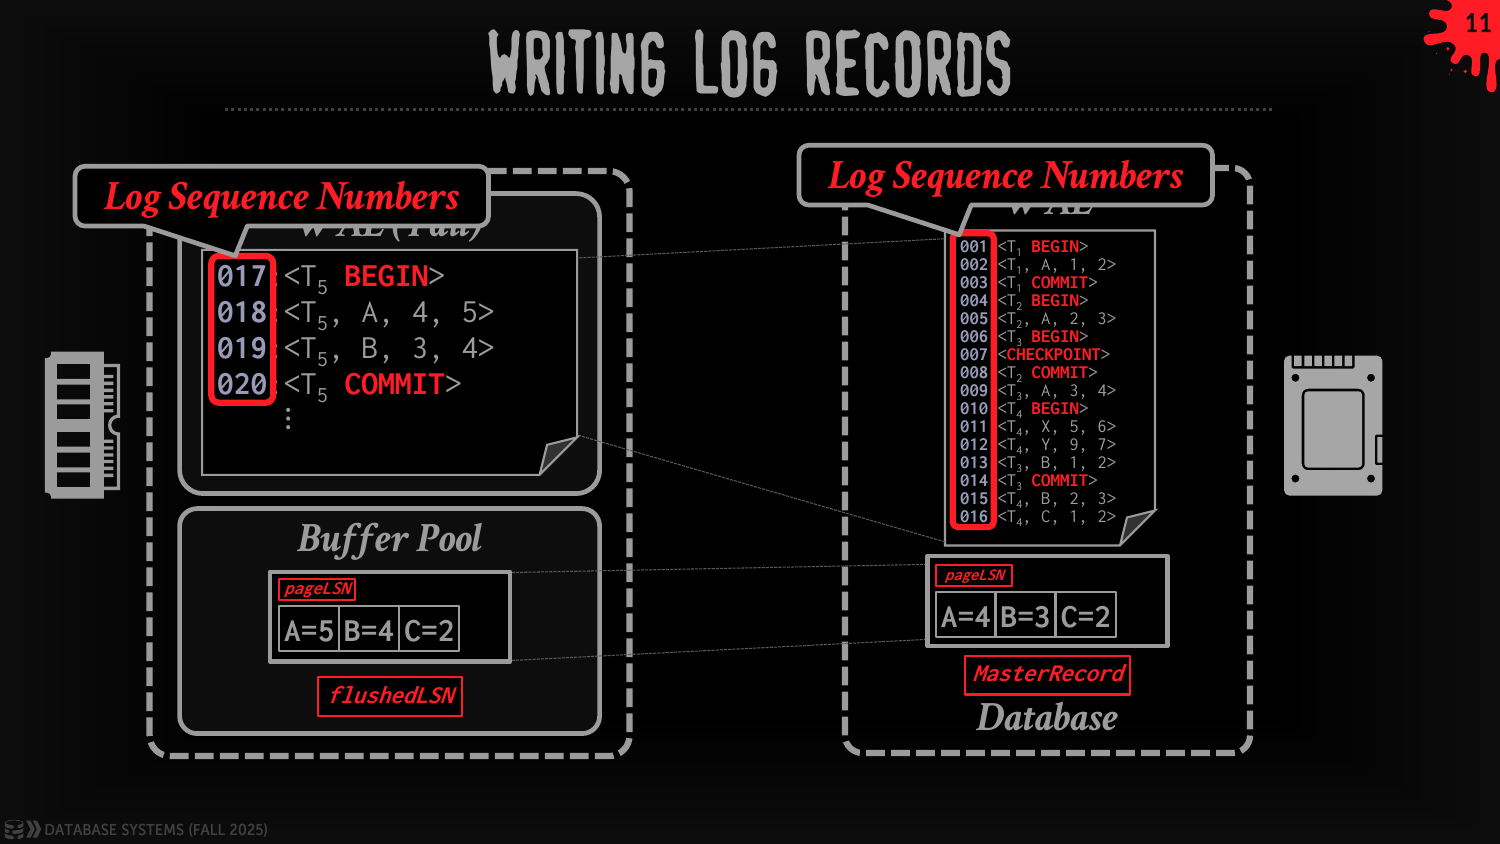 WRITING LOG RECORDS
11
Log Sequence Numbers
WAL (Tail)
017:<T5 BEGIN>
018:<T5, A, 4, 5>
019:<T5, B, 3, 4>
020:<T5 COMMIT>
⋮
Buffer Pool
pageLSN
A=5 B=4 C=2
flushedLSN
Log Sequence Numbers
WAL
001:<T1 BEGIN>
002:<T1, A, 1, 2>
003:<T1 COMMIT>
004:<T2 BEGIN>
005:<T2, A, 2, 3>
006:<T3 BEGIN>
007:<CHECKPOINT>
008:<T2 COMMIT>
009:<T3, A, 3, 4>
010:<T4 BEGIN>
011:<T4, X, 5, 6>
012:<T4, Y, 9, 7>
013:<T3, B, 1, 2>
014:<T3 COMMIT>
015:<T4, B, 2, 3>
016:<T4, C, 1, 2>
pageLSN
A=4 B=3 C=2
MasterRecord
Database
DATABASE SYSTEMS (FALL 2025)